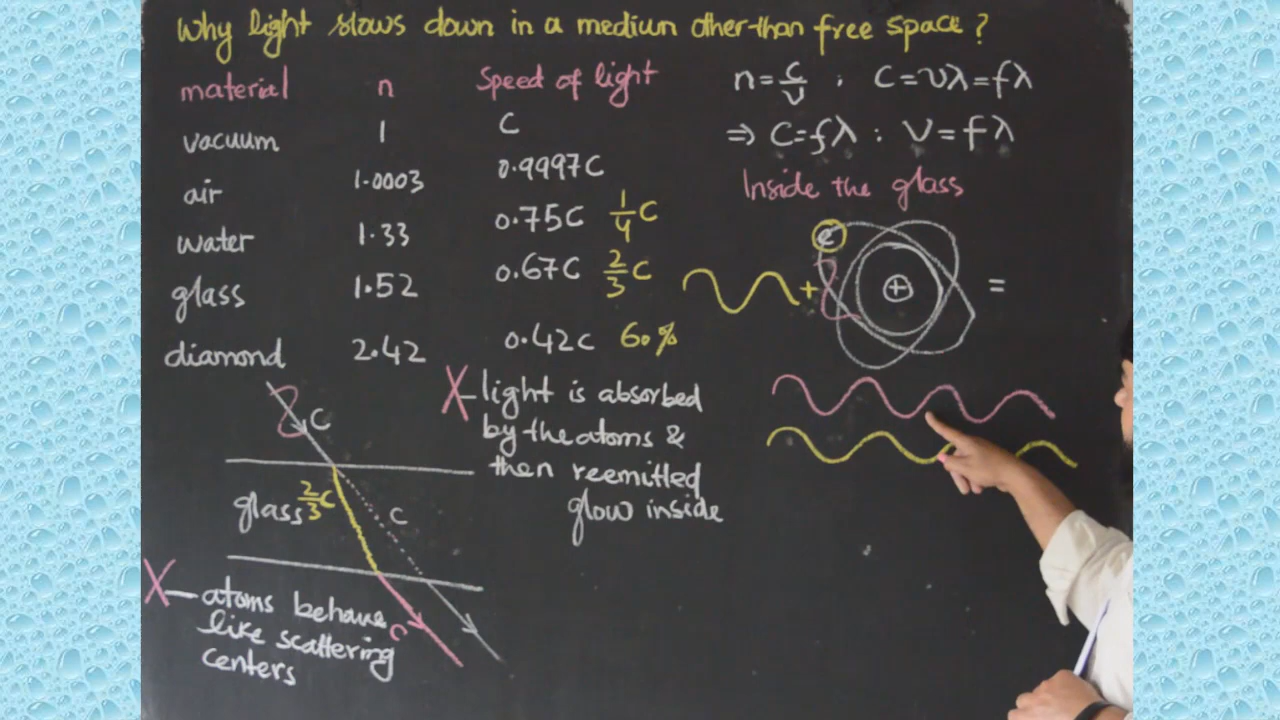 Why light slows down in a mediun other than free space?
material n Speed of light
vacuum 1 C
air 1.0003 0.9997C
water 1.33 0.75C 1/4 C
glass 1.52 0.67C 2/3 C
diamond 2.42 0.42C 60%
n = c/v ; C = νλ = fλ
⇒ C = fλ : V = fλ
Inside the glass
e
+ + =
X – light is absorbed
by the atoms &
then reemitted
glow inside
C
glass 2/3 C
C
C
X – atoms behave
like scattering
centers